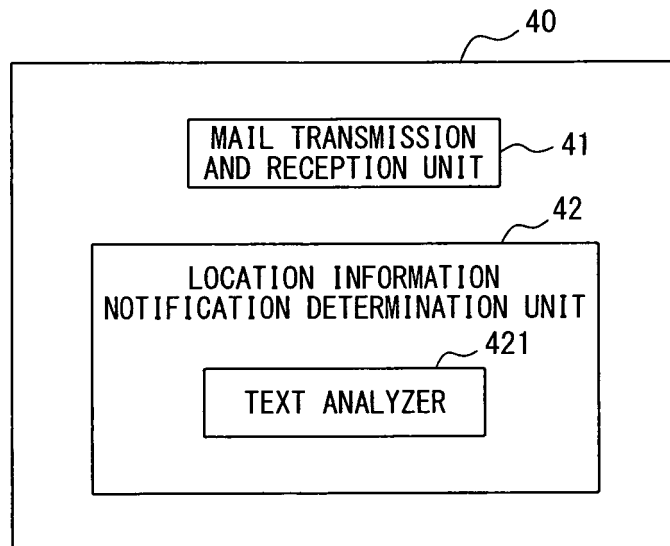 40
MAIL TRANSMISSION
AND RECEPTION UNIT
41
42
LOCATION INFORMATION
NOTIFICATION DETERMINATION UNIT
421
TEXT ANALYZER